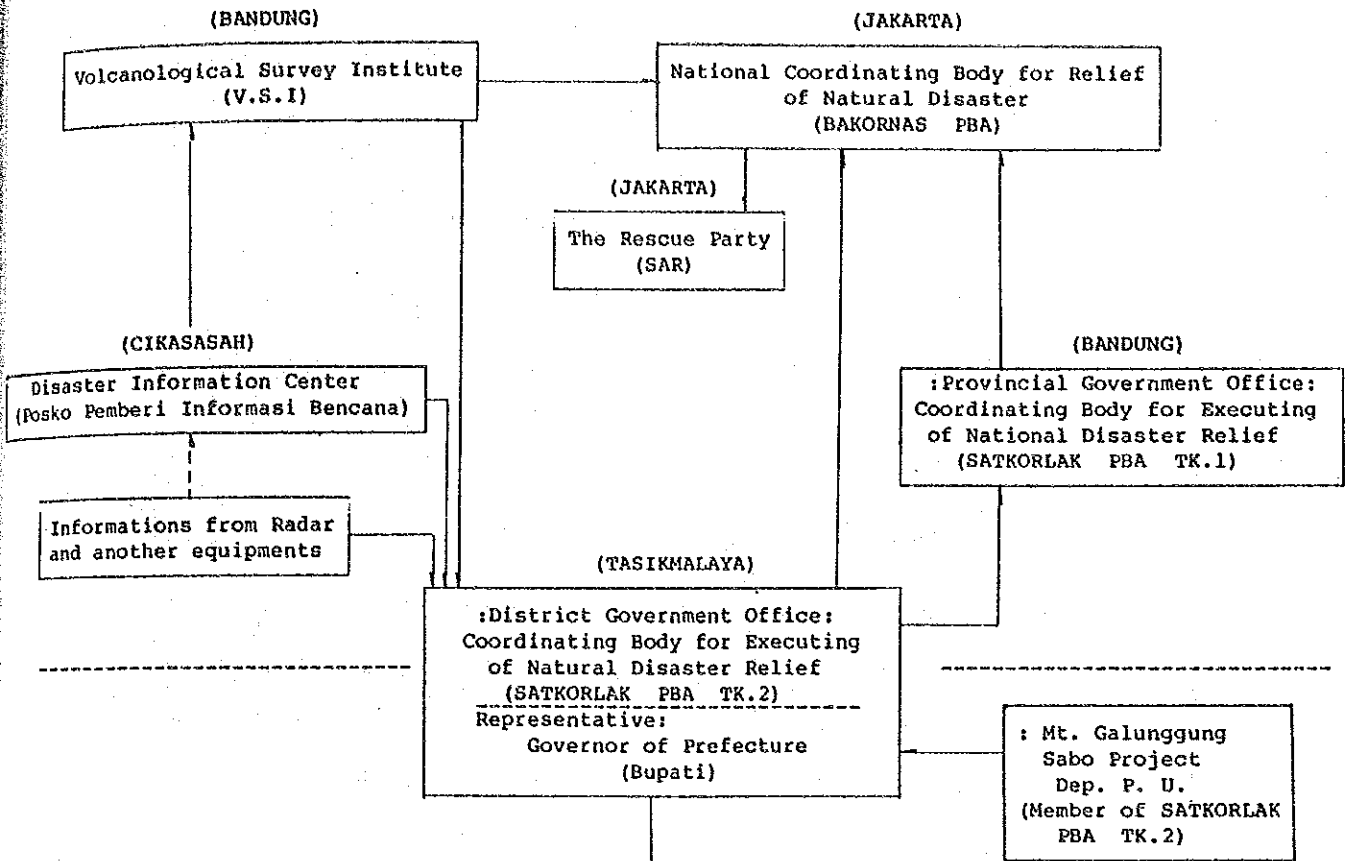 (BANDUNG)
Volcanological Survey Institute
(V.S.I)
(JAKARTA)
National Coordinating Body for Relief
of Natural Disaster
(BAKORNAS PBA)
(JAKARTA)
The Rescue Party
(SAR)
(CIKASASAH)
Disaster Information Center
(Posko Pemberi Informasi Bencana)
(BANDUNG)
:Provincial Government Office:
Coordinating Body for Executing
of National Disaster Relief
(SATKORLAK PBA TK.1)
Informations from Radar
and another equipments
(TASIKMALAYA)
:District Government Office:
Coordinating Body for Executing
of Natural Disaster Relief
(SATKORLAK PBA TK.2)
Representative:
Governor of Prefecture
(Bupati)
: Mt. Galunggung
Sabo Project
Dep. P. U.
(Member of SATKORLAK
PBA TK.2)